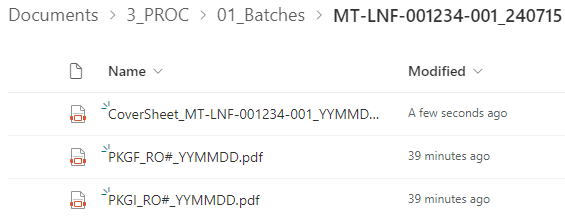 Documents > 3_PROC > 01_Batches > MT-LNF-001234-001_240715
Name Modified
CoverSheet_MT-LNF-001234-001_YYMMD... A few seconds ago
PKGF_RO#_YYMMDD.pdf 39 minutes ago
PKGI_RO#_YYMMDD.pdf 39 minutes ago